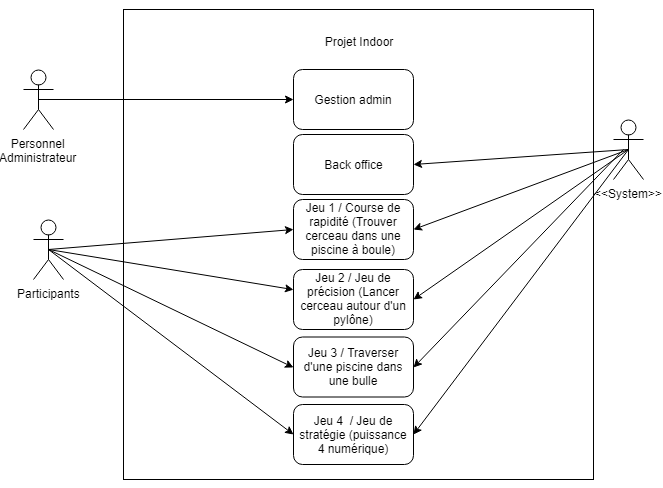 Projet Indoor
Gestion admin
Personnel
Administrateur
Back office
<<System>>
Jeu 1 / Course de
rapidité (Trouver
cerceau dans une
piscine à boule)
Participants
Jeu 2 / Jeu de
précision (Lancer
cerceau autour d'un
pylône)
Jeu 3 / Traverser
d'une piscine dans
une bulle
Jeu 4 / Jeu de
stratégie (puissance
4 numérique)